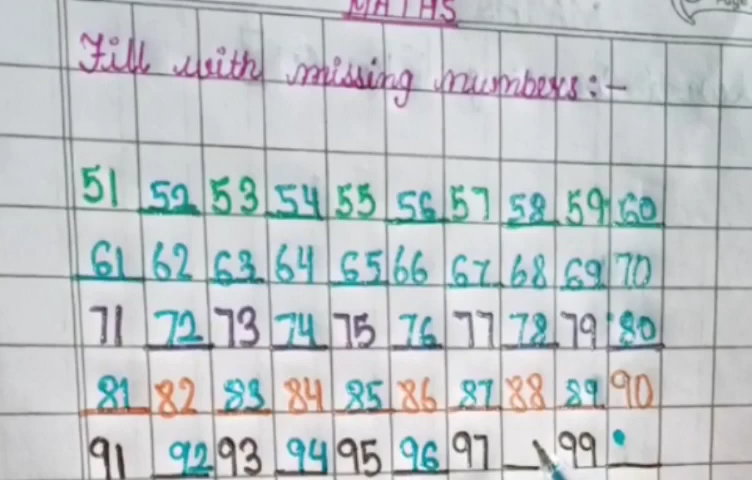 MATHS
Fill with missing numbers:-
51 52 53 54 55 56 57 58 59 60
61 62 63 64 65 66 67 68 69 70
71 72 73 74 75 76 77 78 79 80
81 82 83 84 85 86 87 88 89 90
91 92 93 94 95 96 97 __ 99 __